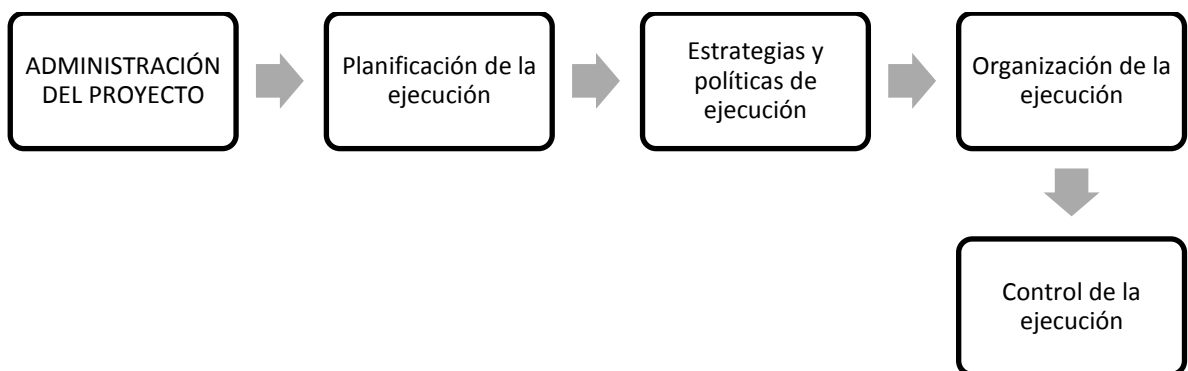 ADMINISTRACIÓN
DEL PROYECTO
Planificación de la
ejecución
Estrategias y
políticas de
ejecución
Organización de la
ejecución
Control de la
ejecución